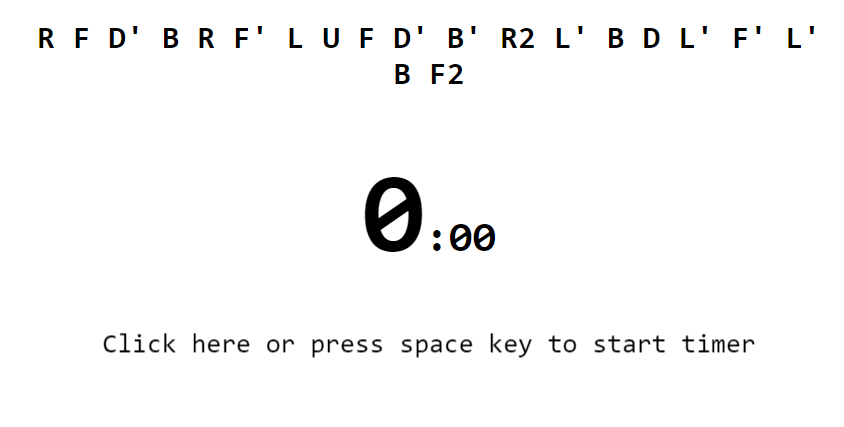 R F D' B R F' L U F D' B' R2 L' B D L' F' L'
B F2
0:00
Click here or press space key to start timer